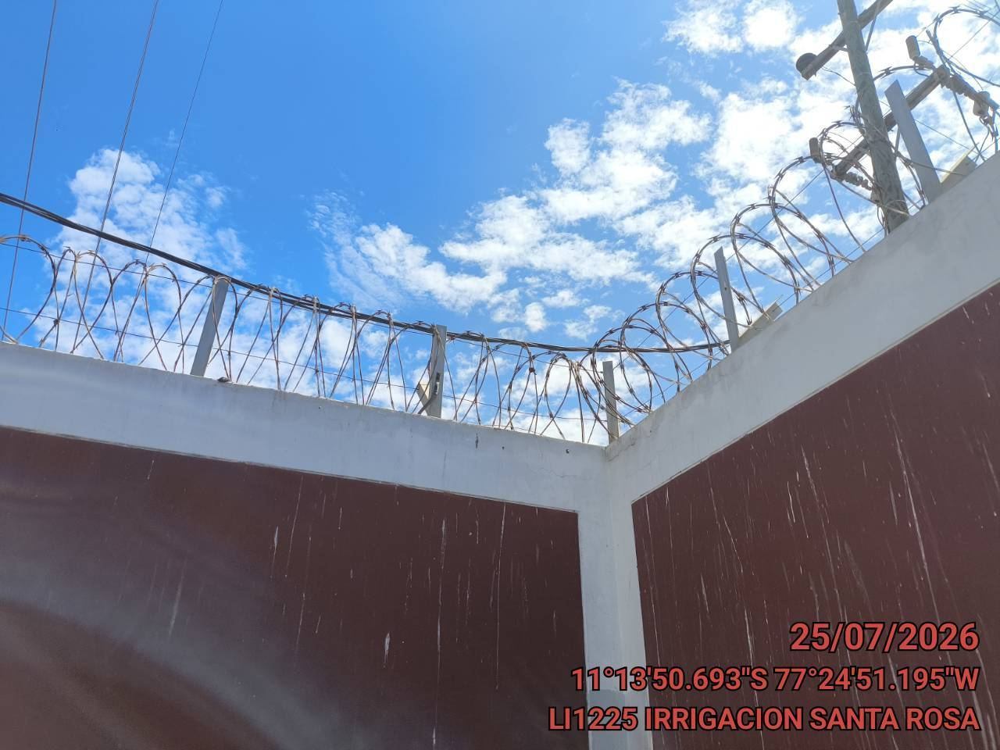 25/07/2026
11°13'50.693"S 77°24'51.195"W
LI1225 IRRIGACION SANTA ROSA